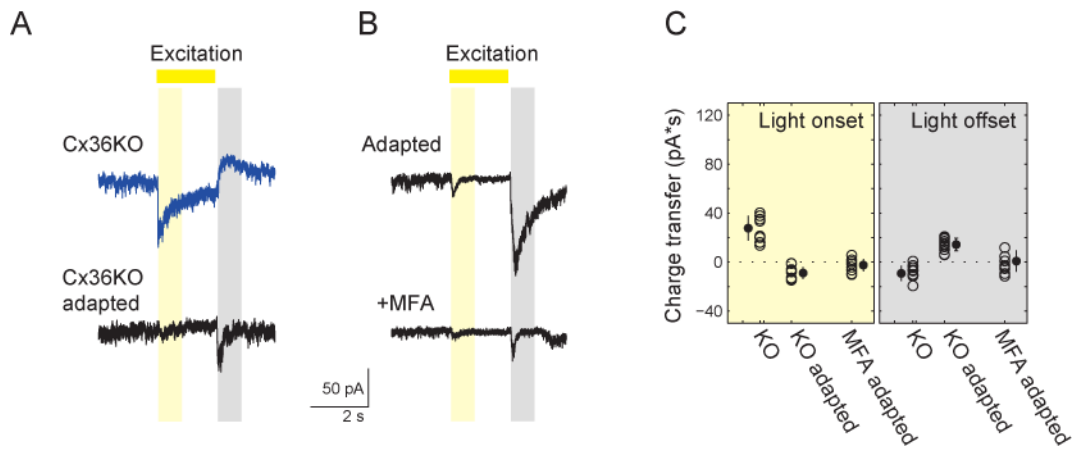 A
Excitation
Cx36KO
Cx36KO
adapted
B
Excitation
Adapted
+MFA
50 pA
2 s
C
Charge transfer (pA*s)
120
80
40
0
−40
Light onset
Light offset
KO
KO adapted
MFA adapted
KO
KO adapted
MFA adapted